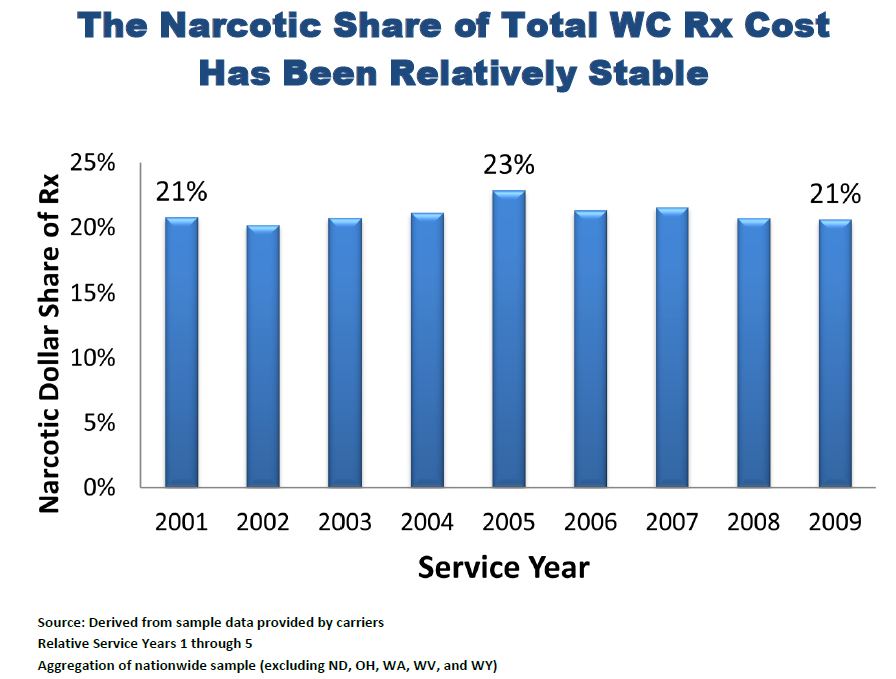 The Narcotic Share of Total WC Rx Cost
Has Been Relatively Stable
Narcotic Dollar Share of Rx
25%
20%
15%
10%
5%
0%
21%
23%
21%
2001 2002 2003 2004 2005 2006 2007 2008 2009
Service Year
Source: Derived from sample data provided by carriers
Relative Service Years 1 through 5
Aggregation of nationwide sample (excluding ND, OH, WA, WV, and WY)